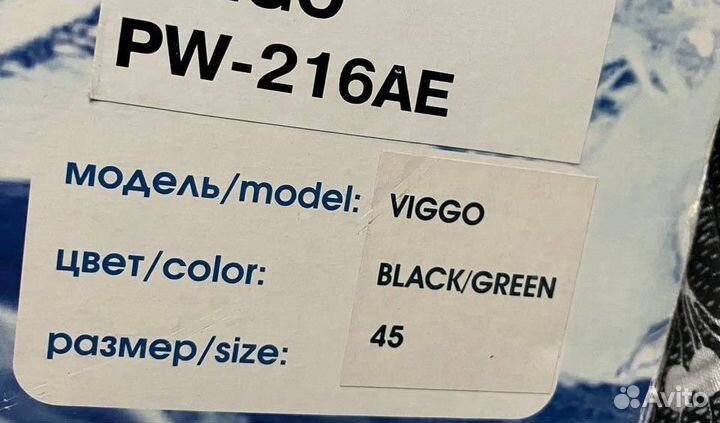 PW-216AE
модель/model: VIGGO
цвет/color: BLACK/GREEN
размер/size: 45
Avito